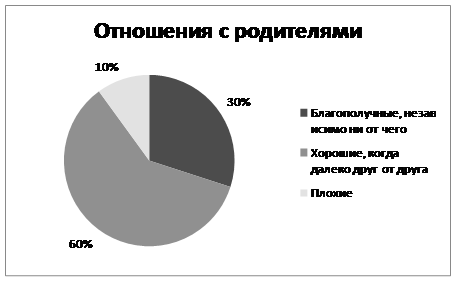 Отношения с родителями
10%
30%
60%
Благополучные, незав
исимо ни от чего
Хорошие, когда
далеко друг от друга
Плохие